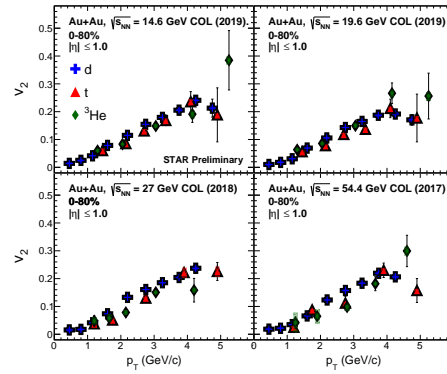 Au+Au, √sNN = 14.6 GeV COL (2019).
0-80%
|η| ≤ 1.0
d
t
³He
STAR Preliminary
Au+Au, √sNN = 19.6 GeV COL (2019)
0-80%
|η| ≤ 1.0
v₂
0.5
0.4
0.3
0.2
0.1
0
Au+Au, √sNN = 27 GeV COL (2018)
0-80%
|η| ≤ 1.0
Au+Au, √sNN = 54.4 GeV COL (2017)
0-80%
|η| ≤ 1.0
v₂
0.4
0.3
0.2
0.1
0
0 1 2 3 4 5
1 2 3 4 5
pT (GeV/c)
pT (GeV/c)